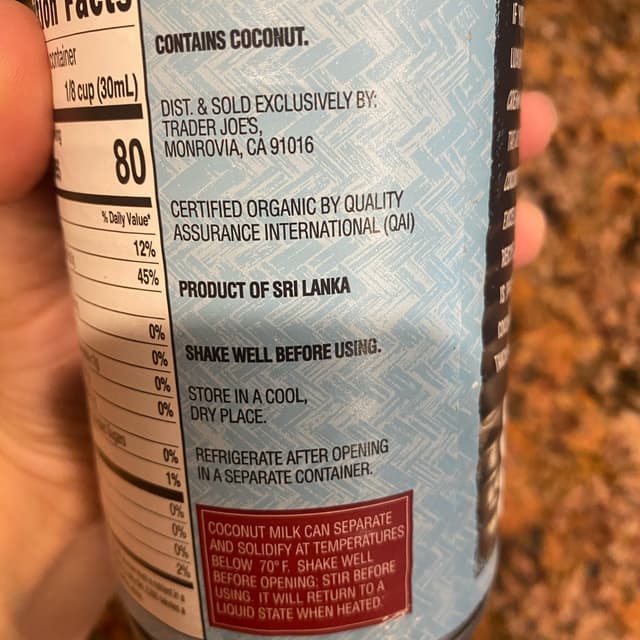 Facts
container
1/8 cup (30mL)
80
% Daily Value*
12%
45%
0%
0%
0%
0%
0%
1%
0%
0%
0%
2%
CONTAINS COCONUT.
DIST. & SOLD EXCLUSIVELY BY:
TRADER JOE'S,
MONROVIA, CA 91016
CERTIFIED ORGANIC BY QUALITY
ASSURANCE INTERNATIONAL (QAI)
PRODUCT OF SRI LANKA
SHAKE WELL BEFORE USING.
STORE IN A COOL,
DRY PLACE.
REFRIGERATE AFTER OPENING
IN A SEPARATE CONTAINER.
COCONUT MILK CAN SEPARATE
AND SOLIDIFY AT TEMPERATURES
BELOW 70° F. SHAKE WELL
BEFORE OPENING: STIR BEFORE
USING. IT WILL RETURN TO A
LIQUID STATE WHEN HEATED.